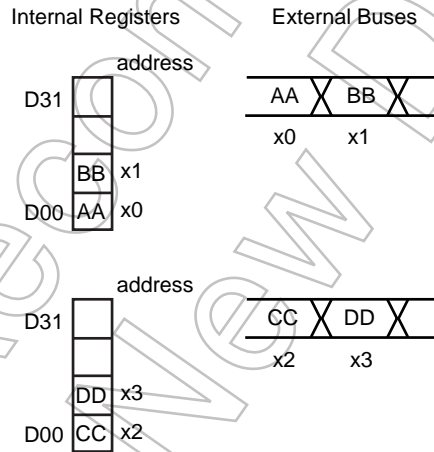 Internal Registers External Buses
address
D31 AA BB
x0 x1
BB x1
D00 AA x0
address
D31 CC DD
x2 x3
DD x3
D00 CC x2